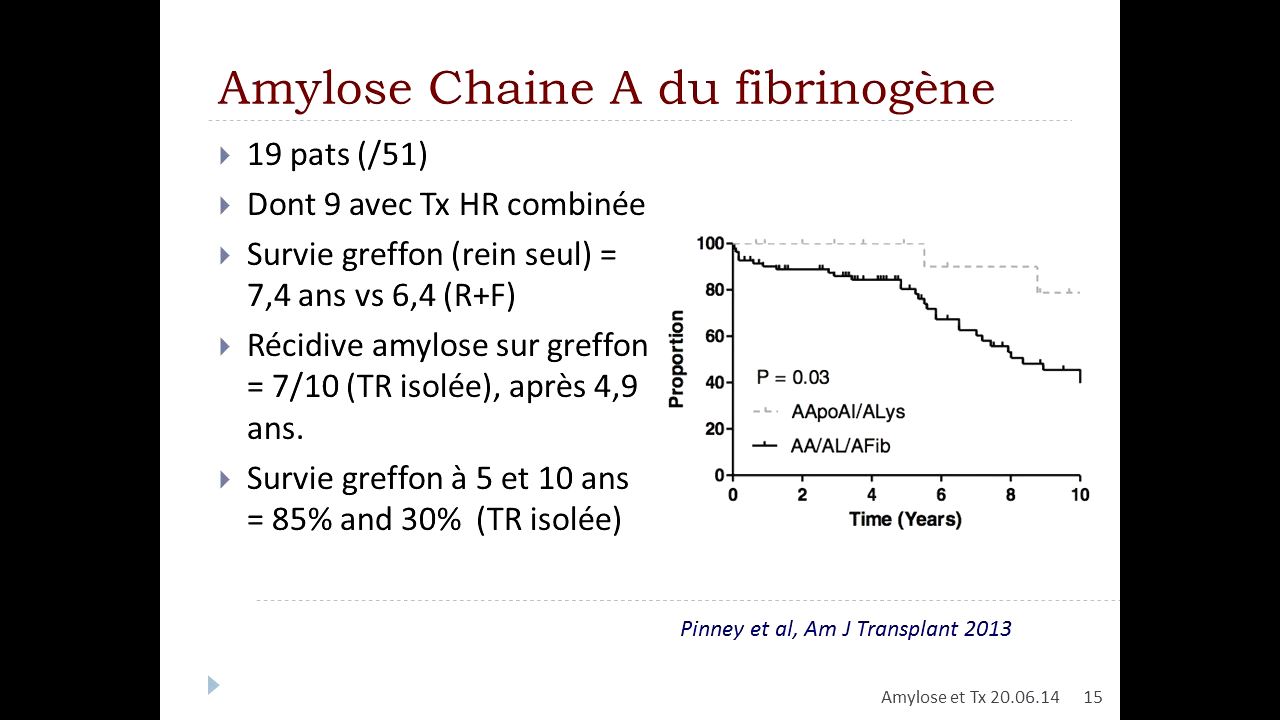 Amylose Chaine A du fibrinogène
19 pats (/51)
Dont 9 avec Tx HR combinée
Survie greffon (rein seul) =
7,4 ans vs 6,4 (R+F)
Récidive amylose sur greffon
= 7/10 (TR isolée), après 4,9
ans.
Survie greffon à 5 et 10 ans
= 85% and 30% (TR isolée)
100
80
60
40
20
0
Proportion
P = 0.03
AApoAI/ALys
AA/AL/AFib
0 2 4 6 8 10
Time (Years)
Pinney et al, Am J Transplant 2013
Amylose et Tx 20.06.14 15